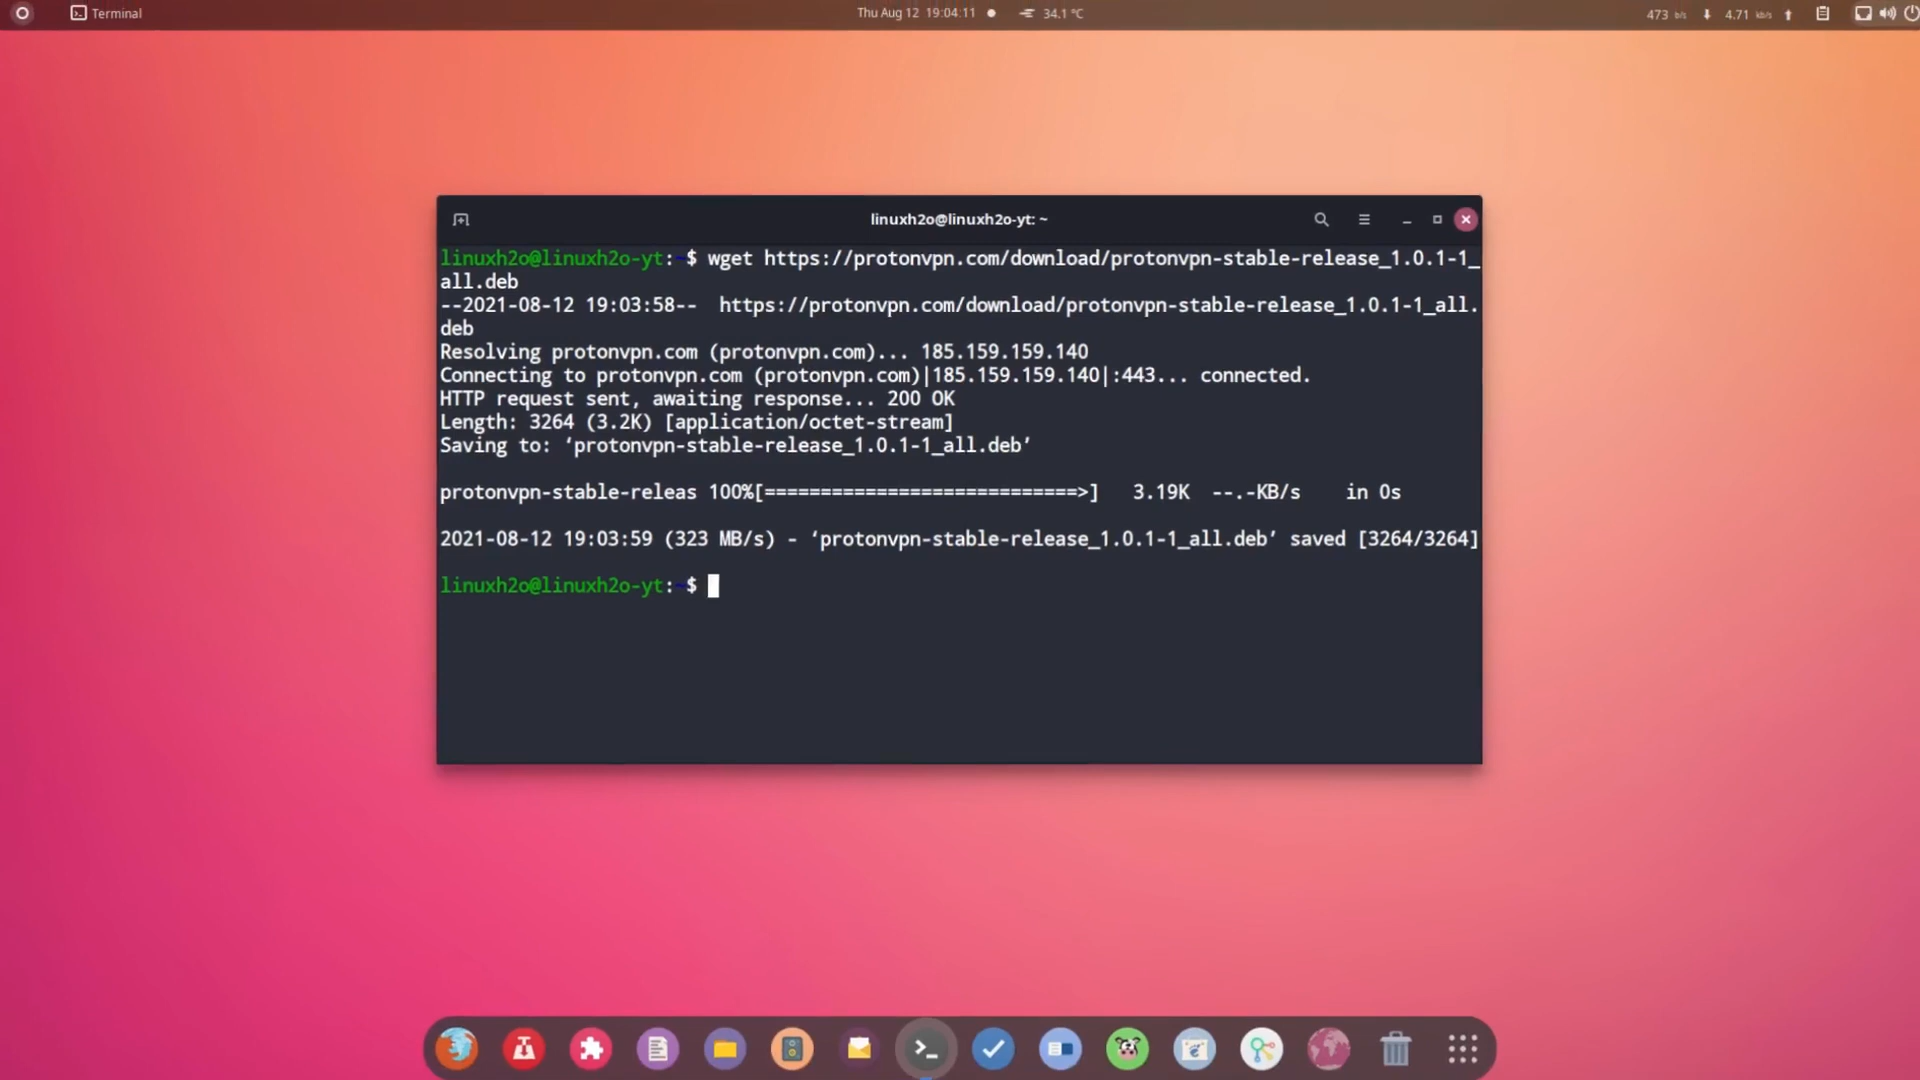 Terminal
Thu Aug 12 19:04:11
34.1 °C
473 b/s
4.71 kb/s
linuxh2o@linuxh2o-yt: ~
linuxh2o@linuxh2o-yt:~$ wget https://protonvpn.com/download/protonvpn-stable-release_1.0.1-1_
all.deb
--2021-08-12 19:03:58--  https://protonvpn.com/download/protonvpn-stable-release_1.0.1-1_all.
deb
Resolving protonvpn.com (protonvpn.com)... 185.159.159.140
Connecting to protonvpn.com (protonvpn.com)|185.159.159.140|:443... connected.
HTTP request sent, awaiting response... 200 OK
Length: 3264 (3.2K) [application/octet-stream]
Saving to: ‘protonvpn-stable-release_1.0.1-1_all.deb’
protonvpn-stable-releas 100%[============================>]   3.19K  --.-KB/s    in 0s
2021-08-12 19:03:59 (323 MB/s) - ‘protonvpn-stable-release_1.0.1-1_all.deb’ saved [3264/3264]
linuxh2o@linuxh2o-yt:~$